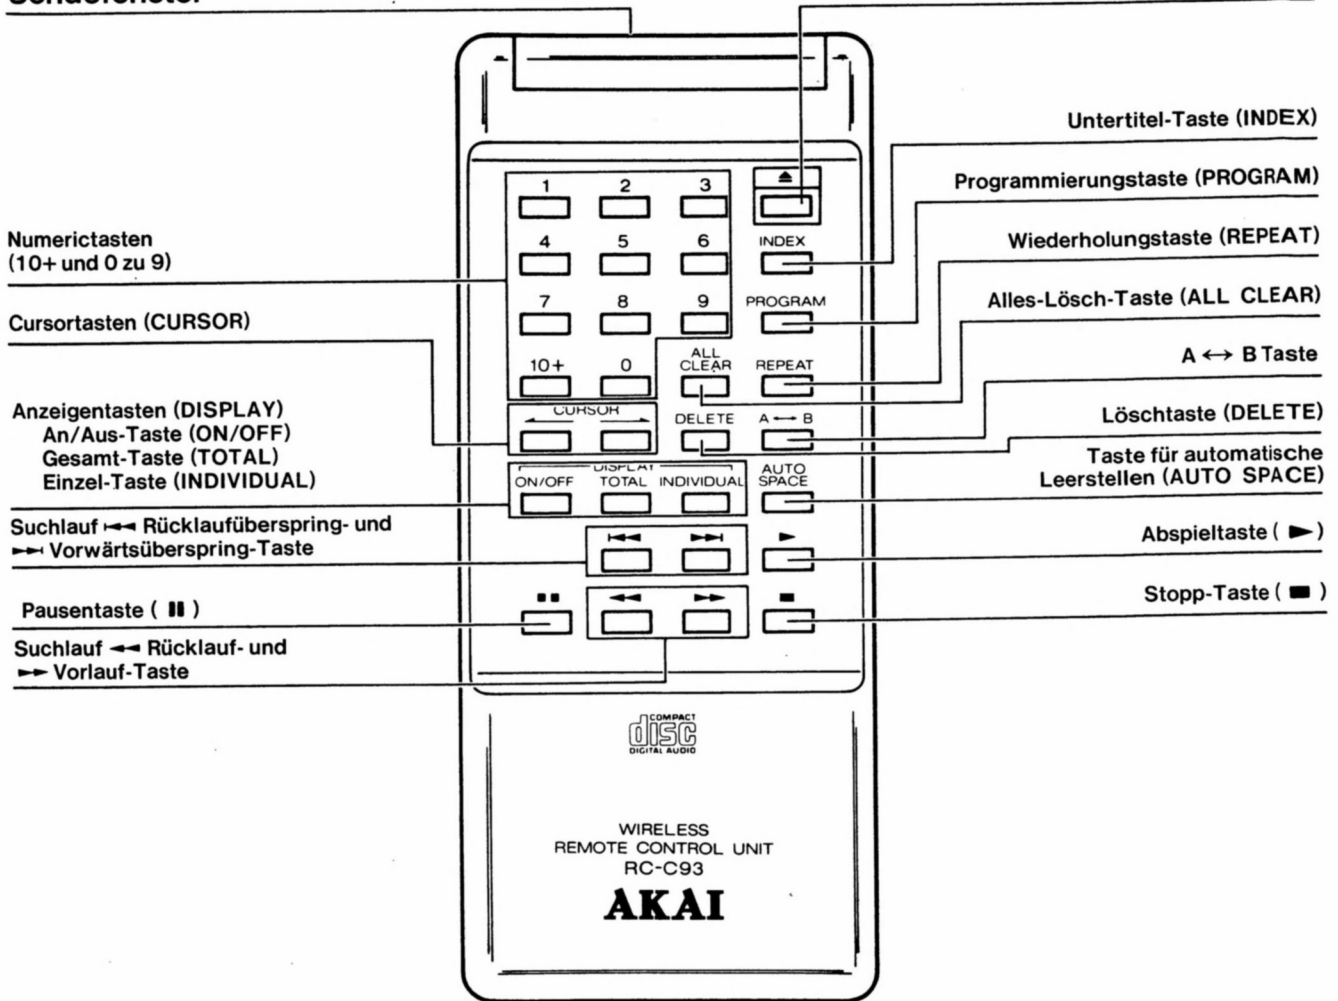 Untertitel-Taste (INDEX)
Programmierungstaste (PROGRAM)
Wiederholungstaste (REPEAT)
Alles-Lösch-Taste (ALL CLEAR)
A ↔ B Taste
Löschtaste (DELETE)
Taste für automatische
Leerstellen (AUTO SPACE)
Abspieltaste ( ► )
Stopp-Taste ( ■ )
Numerictasten
(10+ und 0 zu 9)
Cursortasten (CURSOR)
Anzeigentasten (DISPLAY)
An/Aus-Taste (ON/OFF)
Gesamt-Taste (TOTAL)
Einzel-Taste (INDIVIDUAL)
Suchlauf ⏮ Rücklaufüberspring- und
⏭ Vorwärtsüberspring-Taste
Pausentaste ( ⏸ )
Suchlauf ◄◄ Rücklauf- und
►► Vorlauf-Taste
1 2 3
4 5 6 INDEX
7 8 9 PROGRAM
10+ 0 ALL
CLEAR REPEAT
CURSOR DELETE A ↔ B
DISPLAY AUTO
ON/OFF TOTAL INDIVIDUAL SPACE
COMPACT
disc
DIGITAL AUDIO
WIRELESS
REMOTE CONTROL UNIT
RC-C93
AKAI